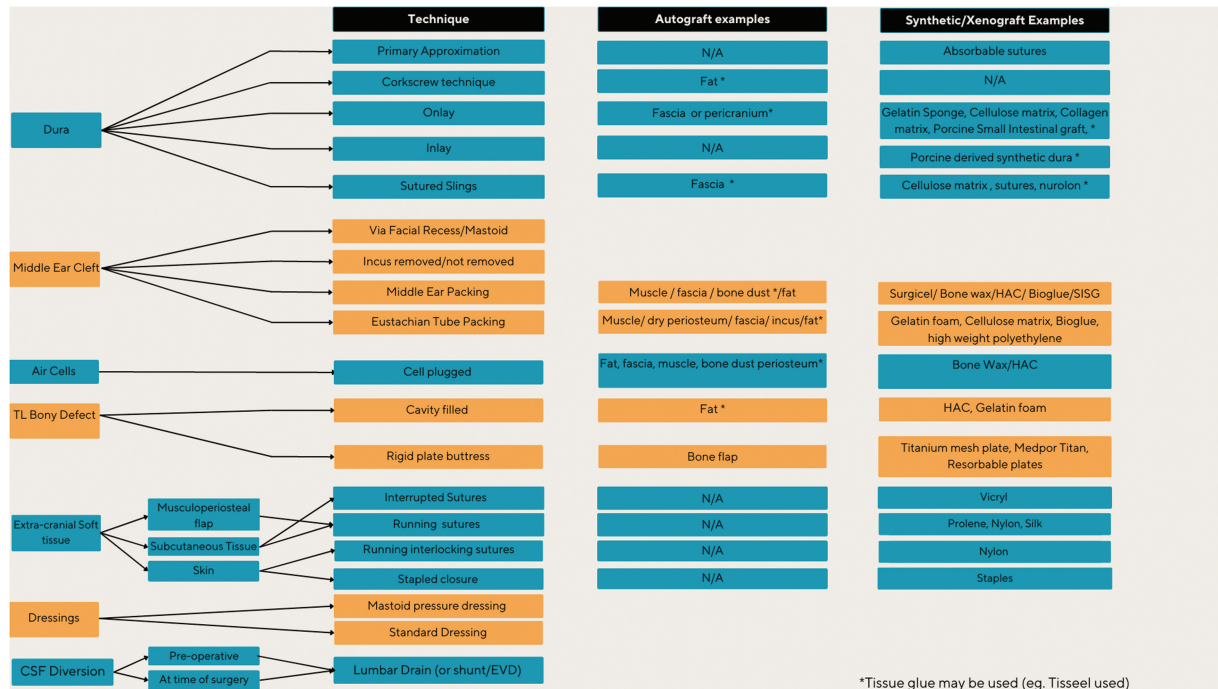 Technique
Autograft examples
Synthetic/Xenograft Examples
Dura
Primary Approximation
N/A
Absorbable sutures
Corkscrew technique
Fat *
N/A
Onlay
Fascia or pericranium*
Gelatin Sponge, Cellulose matrix, Collagen
matrix, Porcine Small Intestinal graft, *
Inlay
N/A
Porcine derived synthetic dura *
Sutured Slings
Fascia *
Cellulose matrix , sutures, nurolon *
Middle Ear Cleft
Via Facial Recess/Mastoid
Incus removed/not removed
Middle Ear Packing
Muscle / fascia / bone dust */fat
Surgicel/ Bone wax/HAC/ Bioglue/SISG
Eustachian Tube Packing
Muscle/ dry periosteum/ fascia/ incus/fat*
Gelatin foam, Cellulose matrix, Bioglue,
high weight polyethylene
Air Cells
Cell plugged
Fat, fascia, muscle, bone dust periosteum*
Bone Wax/HAC
TL Bony Defect
Cavity filled
Fat *
HAC, Gelatin foam
Rigid plate buttress
Bone flap
Titanium mesh plate, Medpor Titan,
Resorbable plates
Extra-cranial Soft
tissue
Musculoperiosteal
flap
Subcutaneous Tissue
Skin
Interrupted Sutures
N/A
Vicryl
Running sutures
N/A
Prolene, Nylon, Silk
Running interlocking sutures
N/A
Nylon
Stapled closure
N/A
Staples
Dressings
Mastoid pressure dressing
Standard Dressing
CSF Diversion
Pre-operative
At time of surgery
Lumbar Drain (or shunt/EVD)
*Tissue glue may be used (eg. Tisseel used)